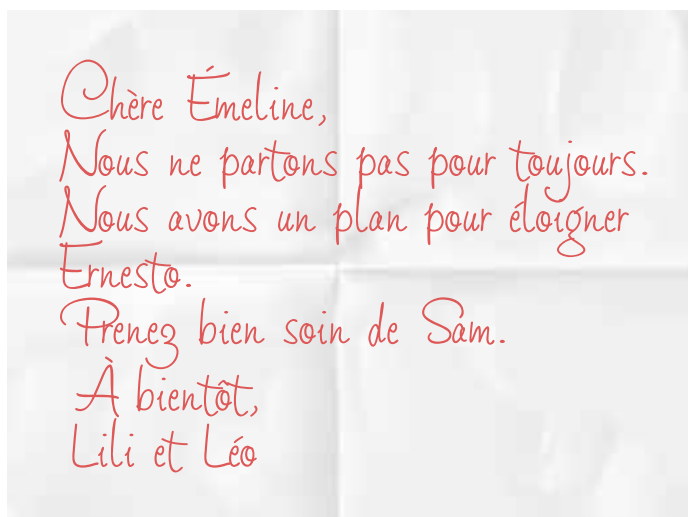 Chère Émeline,
Nous ne partons pas pour toujours.
Nous avons un plan pour éloigner
Ernesto.
Prenez bien soin de Sam.
À bientôt,
Lili et Léo